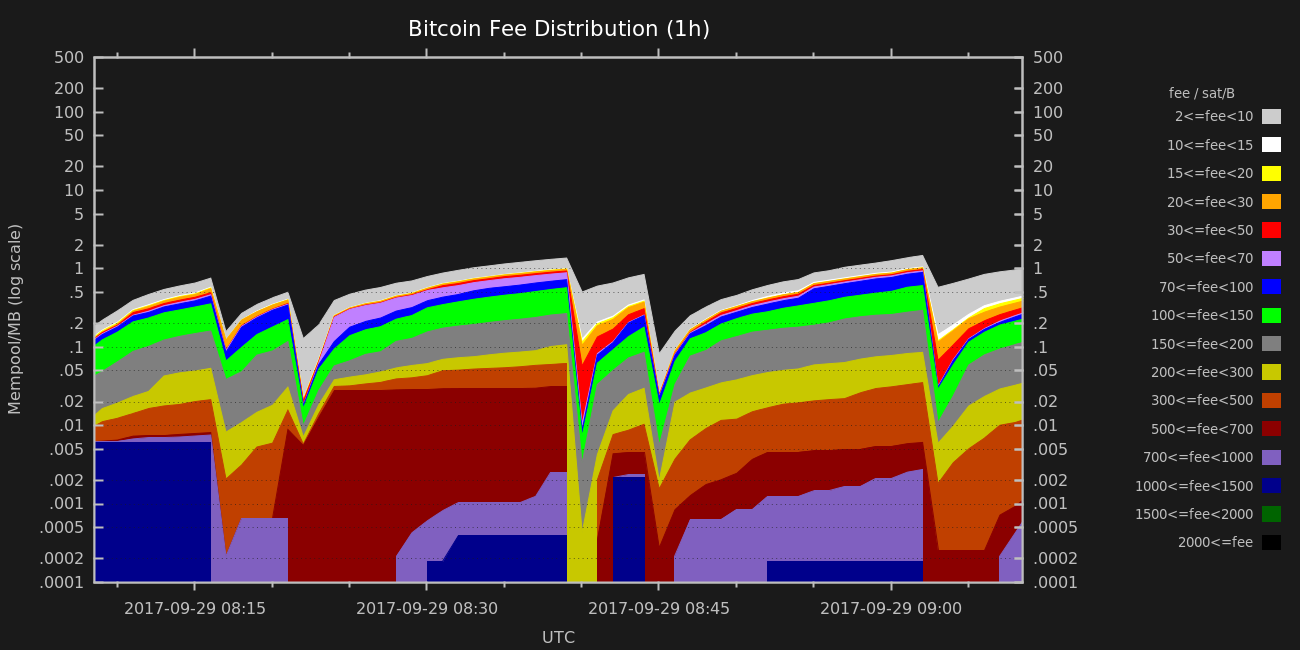 Bitcoin Fee Distribution (1h)
500
200
100
50
20
10
5
2
1
.5
.2
.1
.05
.02
.01
.005
.002
.001
.0005
.0002
.0001
Mempool/MB (log scale)
500
200
100
50
20
10
5
2
1
.5
.2
.1
.05
.02
.01
.005
.002
.001
.0005
.0002
.0001
2017-09-29 08:15
2017-09-29 08:30
2017-09-29 08:45
2017-09-29 09:00
UTC
fee / sat/B
2<=fee<10
10<=fee<15
15<=fee<20
20<=fee<30
30<=fee<50
50<=fee<70
70<=fee<100
100<=fee<150
150<=fee<200
200<=fee<300
300<=fee<500
500<=fee<700
700<=fee<1000
1000<=fee<1500
1500<=fee<2000
2000<=fee